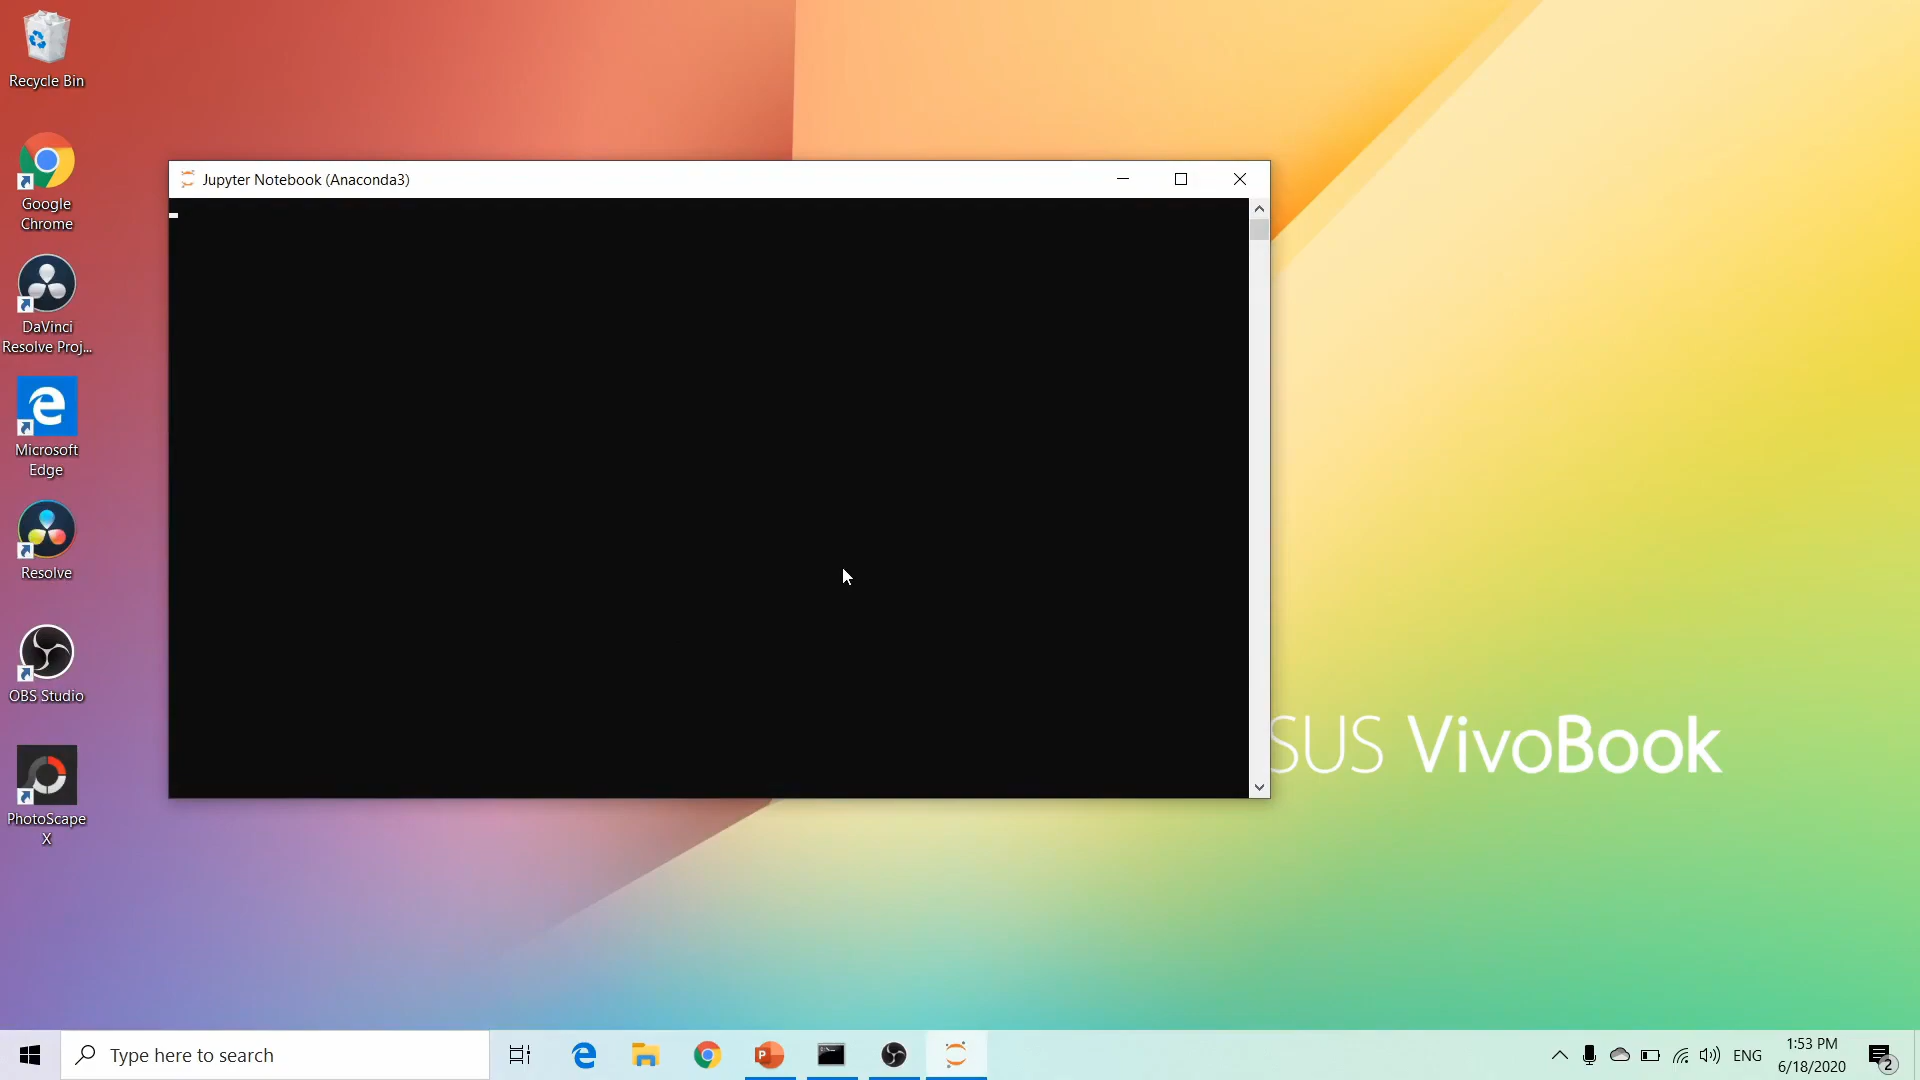 Recycle Bin
Google
Chrome
DaVinci
Resolve Proj...
Microsoft
Edge
Resolve
OBS Studio
PhotoScape
X
Jupyter Notebook (Anaconda3)
SUS VivoBook
Type here to search
ENG
1:53 PM
6/18/2020
2